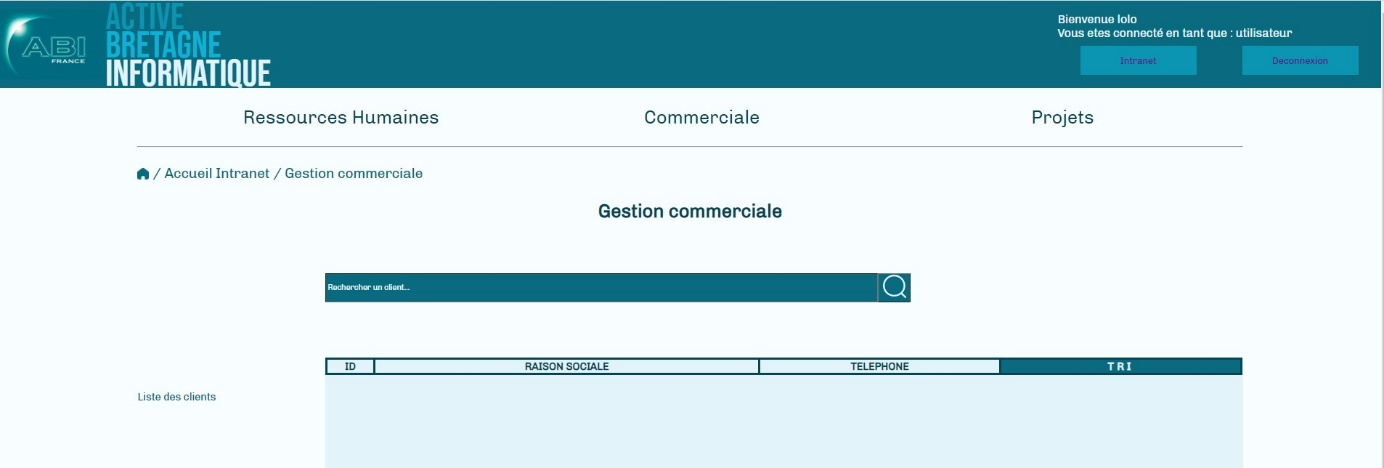 ABI
FRANCE
ACTIVE
BRETAGNE
INFORMATIQUE
Bienvenue lolo
Vous etes connecté en tant que : utilisateur
Intranet
Deconnexion
Ressources Humaines
Commerciale
Projets
/ Accueil Intranet / Gestion commerciale
Gestion commerciale
Rechercher un client...
ID
RAISON SOCIALE
TELEPHONE
TRI
Liste des clients